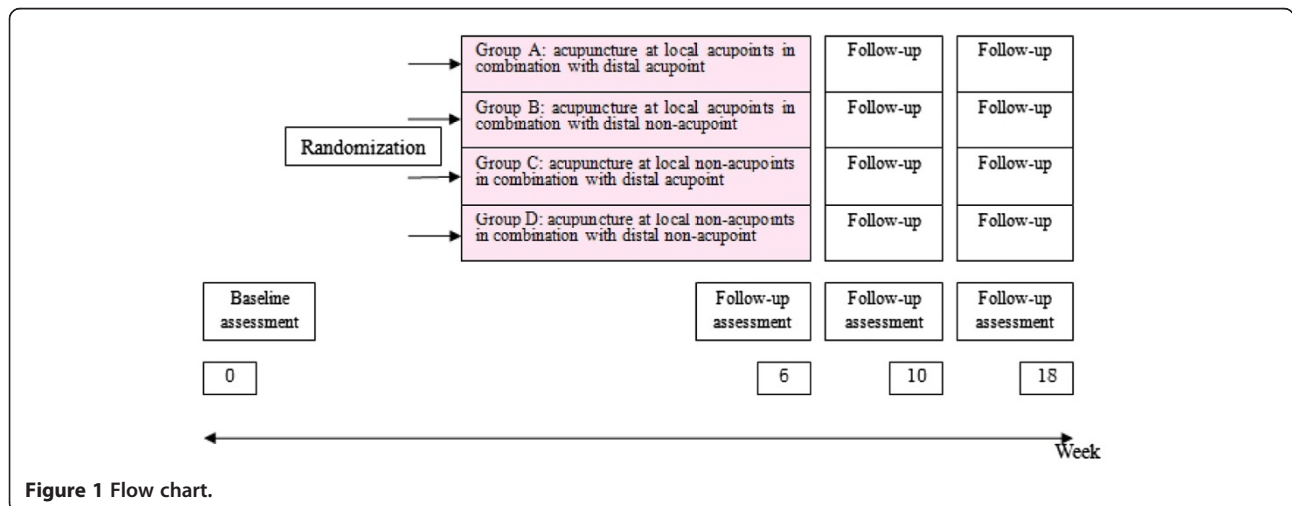 Group A: acupuncture at local acupoints in
combination with distal acupoint
Follow-up
Follow-up
Group B: acupuncture at local acupoints in
combination with distal non-acupoint
Follow-up
Follow-up
Randomization
Group C: acupuncture at local non-acupoints
in combination with distal acupoint
Follow-up
Follow-up
Group D: acupuncture at local non-acupoints
in combination with distal non-acupoint
Follow-up
Follow-up
Baseline
assessment
Follow-up
assessment
Follow-up
assessment
Follow-up
assessment
0
6
10
18
Week
Figure 1 Flow chart.